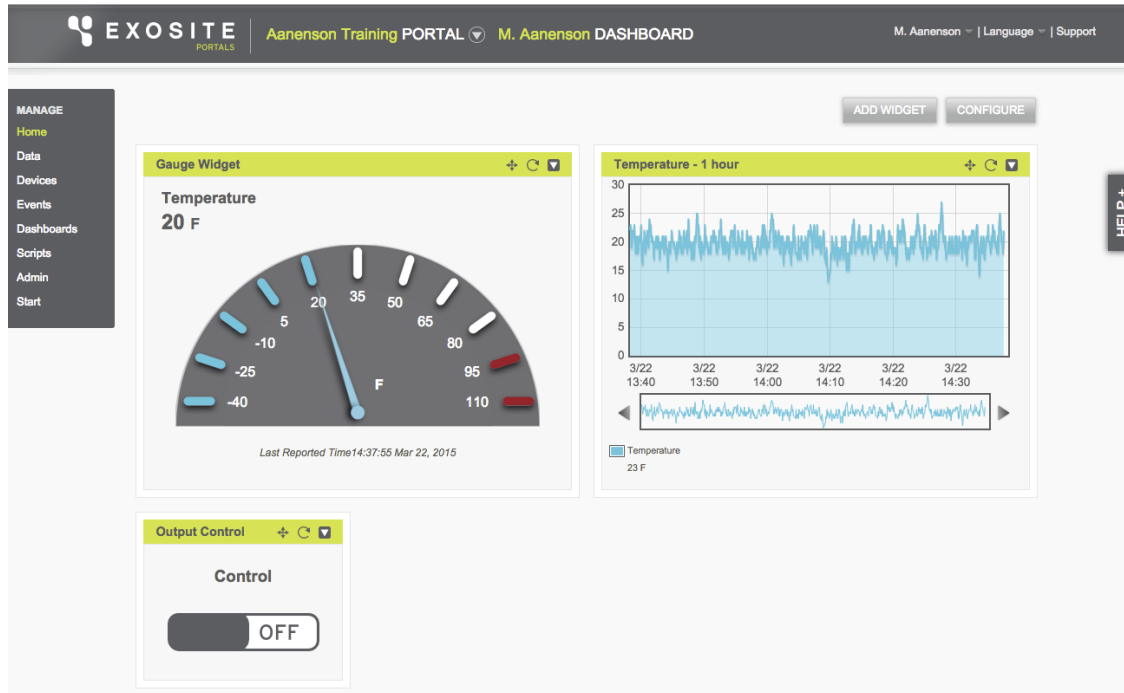 EXOSITE
PORTALS
Aanenson Training PORTAL M. Aanenson DASHBOARD
M. Aanenson | Language | Support
MANAGE
Home
Data
Devices
Events
Dashboards
Scripts
Admin
Start
ADD WIDGET CONFIGURE
HELP +
Gauge Widget
Temperature
20 F
-40 -25 -10 5 20 35 50 65 80 95 110
F
Last Reported Time14:37:55 Mar 22, 2015
Temperature - 1 hour
30
25
20
15
10
5
0
3/22 3/22 3/22 3/22 3/22 3/22
13:40 13:50 14:00 14:10 14:20 14:30
Temperature
23 F
Output Control
Control
OFF